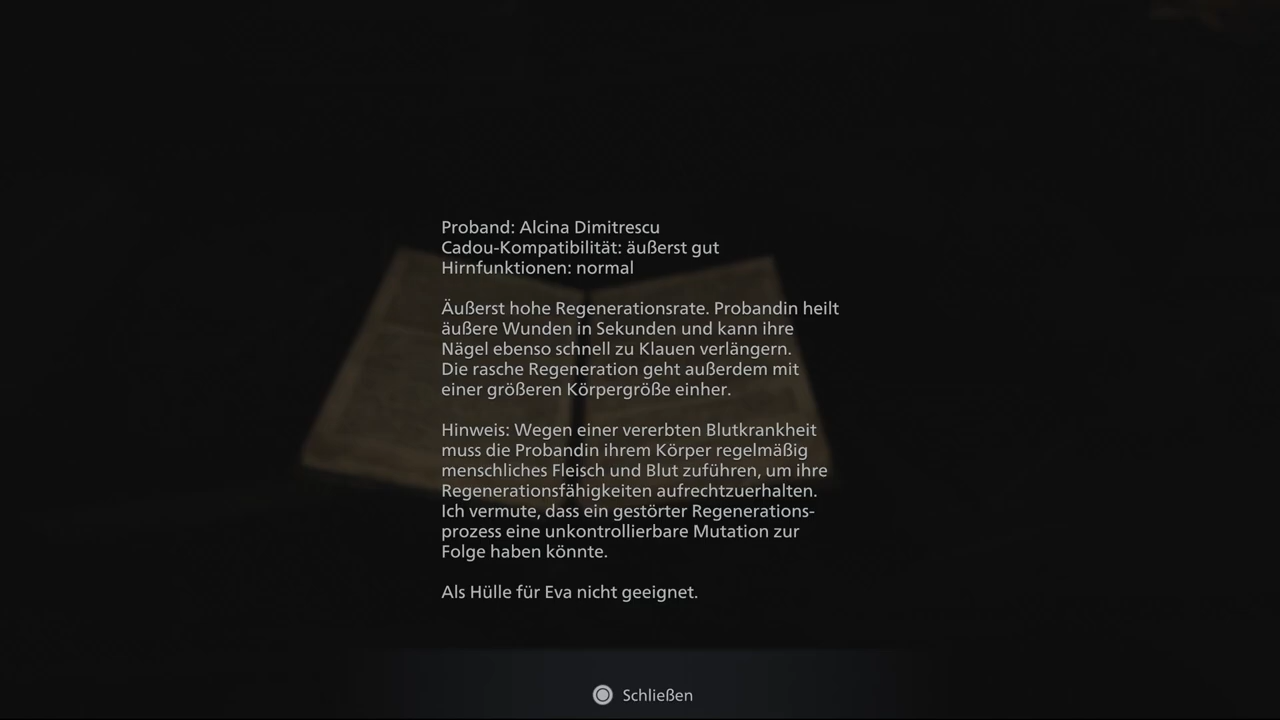 Proband: Alcina Dimitrescu
Cadou-Kompatibilität: äußerst gut
Hirnfunktionen: normal
Äußerst hohe Regenerationsrate. Probandin heilt
äußere Wunden in Sekunden und kann ihre
Nägel ebenso schnell zu Klauen verlängern.
Die rasche Regeneration geht außerdem mit
einer größeren Körpergröße einher.
Hinweis: Wegen einer vererbten Blutkrankheit
muss die Probandin ihrem Körper regelmäßig
menschliches Fleisch und Blut zuführen, um ihre
Regenerationsfähigkeiten aufrechtzuerhalten.
Ich vermute, dass ein gestörter Regenerations-
prozess eine unkontrollierbare Mutation zur
Folge haben könnte.
Als Hülle für Eva nicht geeignet.
Schließen